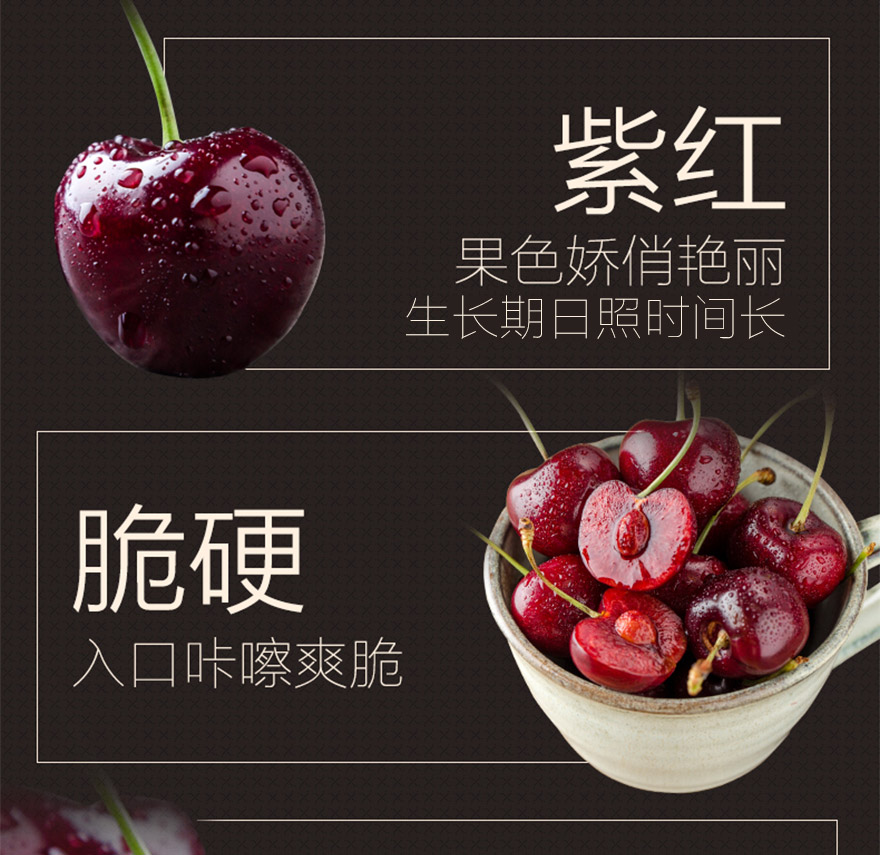 紫红
果色娇俏艳丽
生长期日照时间长
脆硬
入口咔嚓爽脆